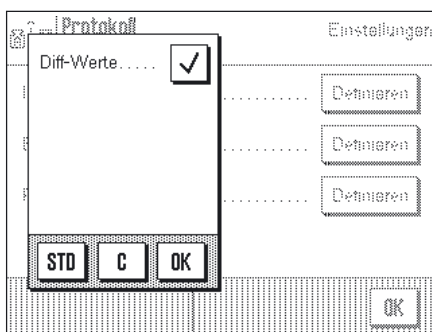 Protokoll
Einstellungen
Diff-Werte.....
Definieren
Definieren
Definieren
STD C OK
OK